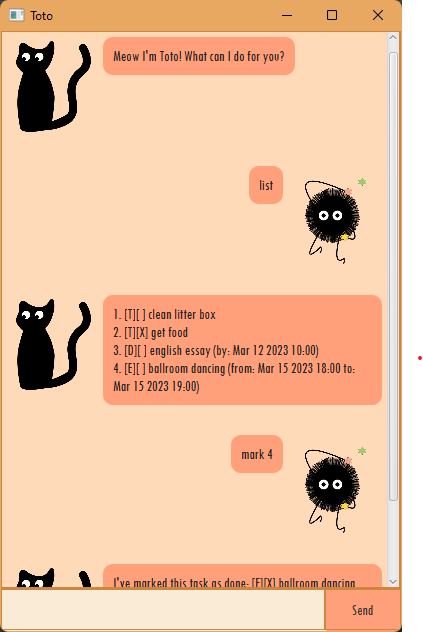 Toto
Meow I'm Toto! What can I do for you?
list
1. [T][ ] clean litter box
2. [T][X] get food
3. [D][ ] english essay (by: Mar 12 2023 10:00)
4. [E][ ] ballroom dancing (from: Mar 15 2023 18:00 to:
Mar 15 2023 19:00)
mark 4
I've marked this task as done: [E][X] ballroom dancing
Send